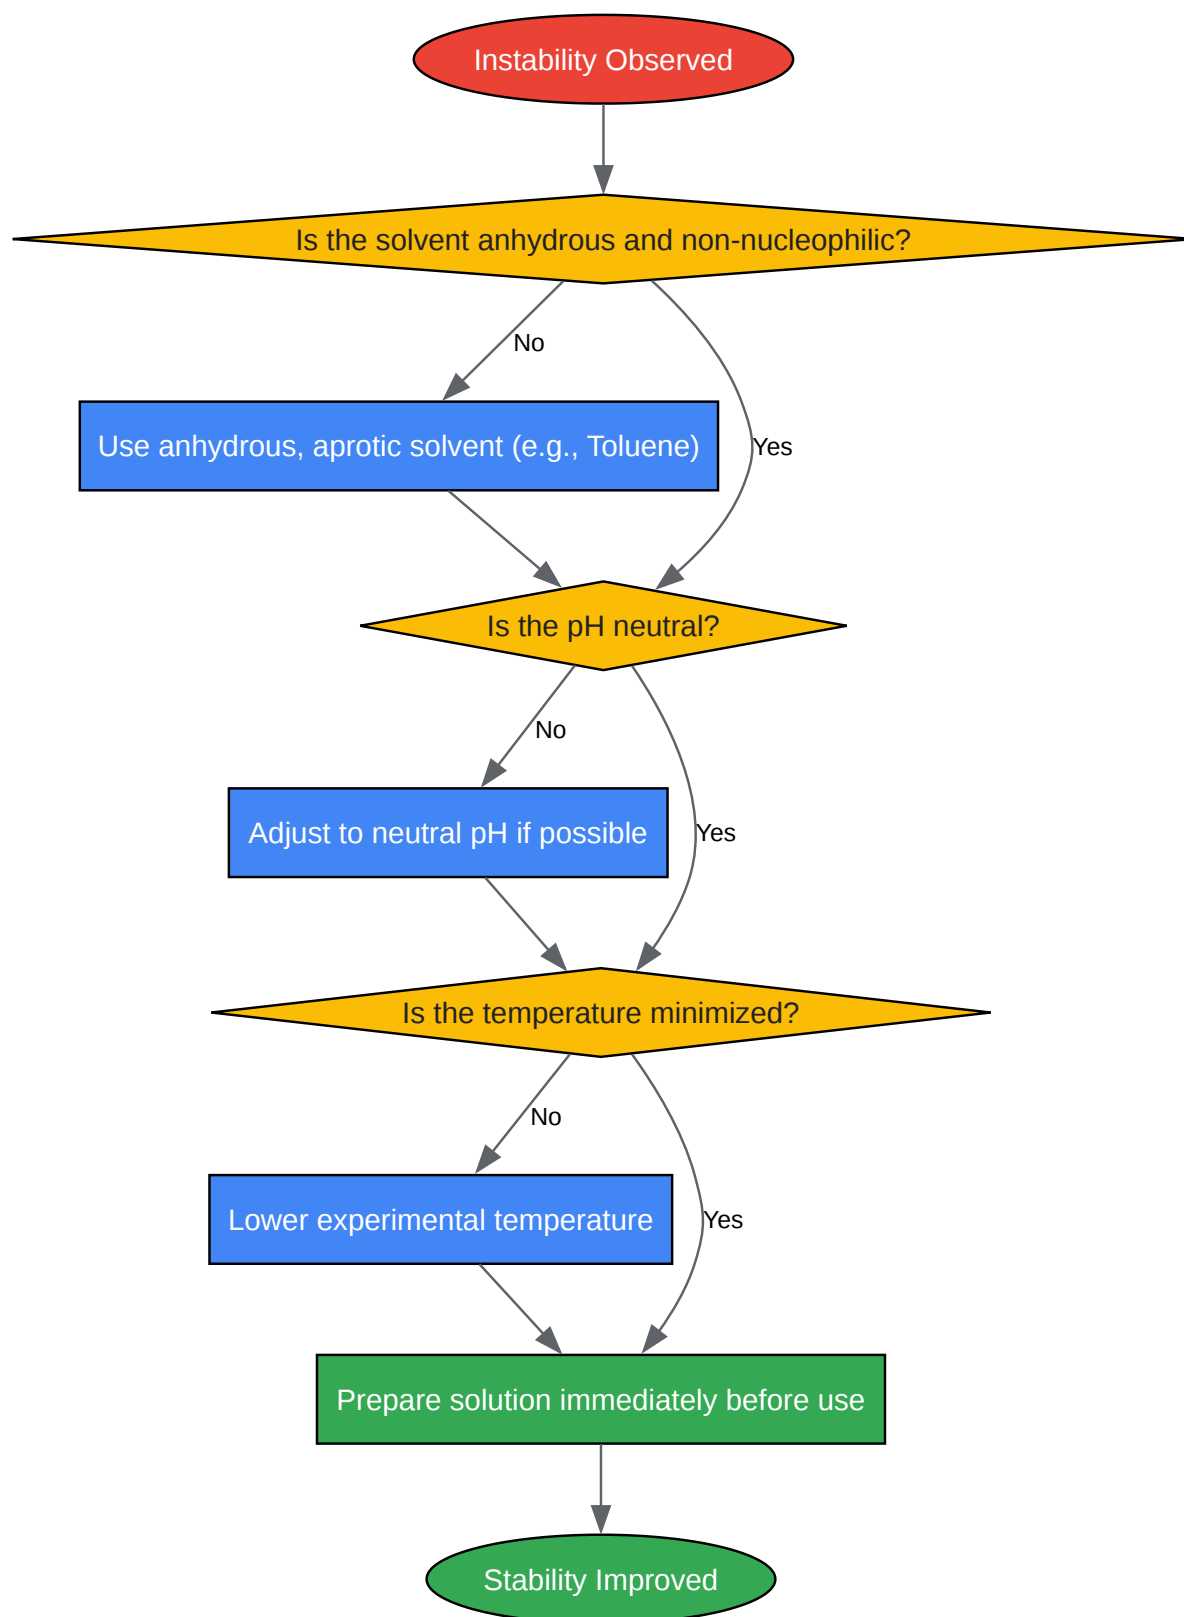 Instability Observed
Is the solvent anhydrous and non-nucleophilic?
No
Use anhydrous, aprotic solvent (e.g., Toluene)
Yes
Is the pH neutral?
No
Adjust to neutral pH if possible
Yes
Is the temperature minimized?
No
Lower experimental temperature
Yes
Prepare solution immediately before use
Stability Improved